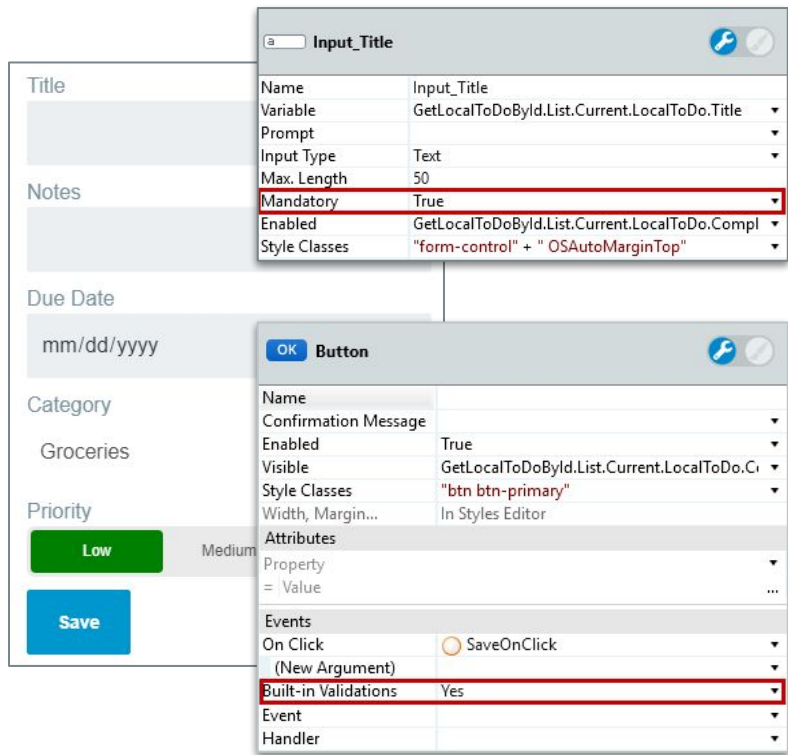 Title
Notes
Due Date
mm/dd/yyyy
Category
Groceries
Priority
Low Medium
Save
a Input_Title
Name Input_Title
Variable GetLocalToDoById.List.Current.LocalToDo.Title
Prompt
Input Type Text
Max. Length 50
Mandatory True
Enabled GetLocalToDoById.List.Current.LocalToDo.Compl
Style Classes "form-control" + " OSAutoMarginTop"
OK Button
Name
Confirmation Message
Enabled True
Visible GetLocalToDoById.List.Current.LocalToDo.Cc
Style Classes "btn btn-primary"
Width, Margin... In Styles Editor
Attributes
Property
= Value ...
Events
On Click SaveOnClick
(New Argument)
Built-in Validations Yes
Event
Handler